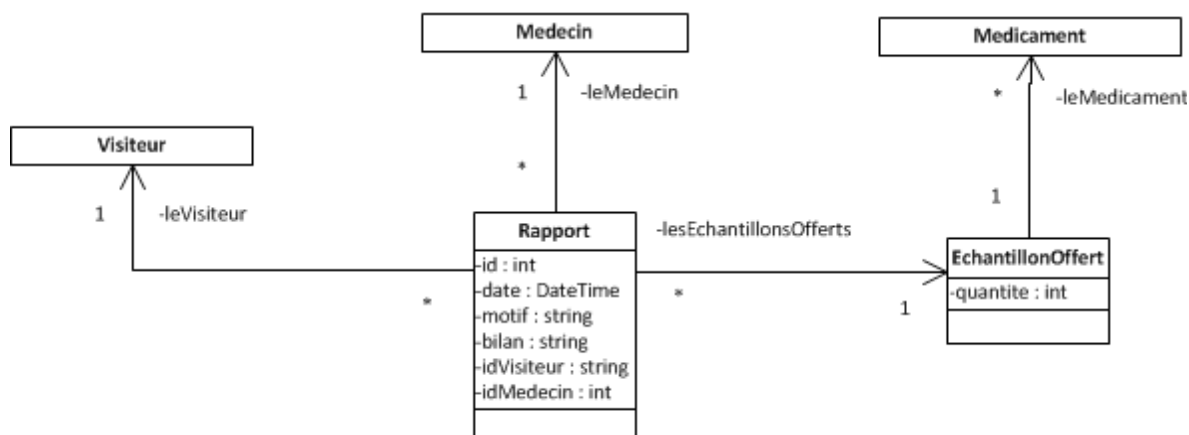 Medecin
Medicament
1
-leMedecin
*
-leMedicament
Visiteur
*
1
-leVisiteur
1
Rapport
-lesEchantillonsOfferts
-id : int
-date : DateTime
-motif : string
-bilan : string
-idVisiteur : string
-idMedecin : int
*
*
1
EchantillonOffert
-quantite : int